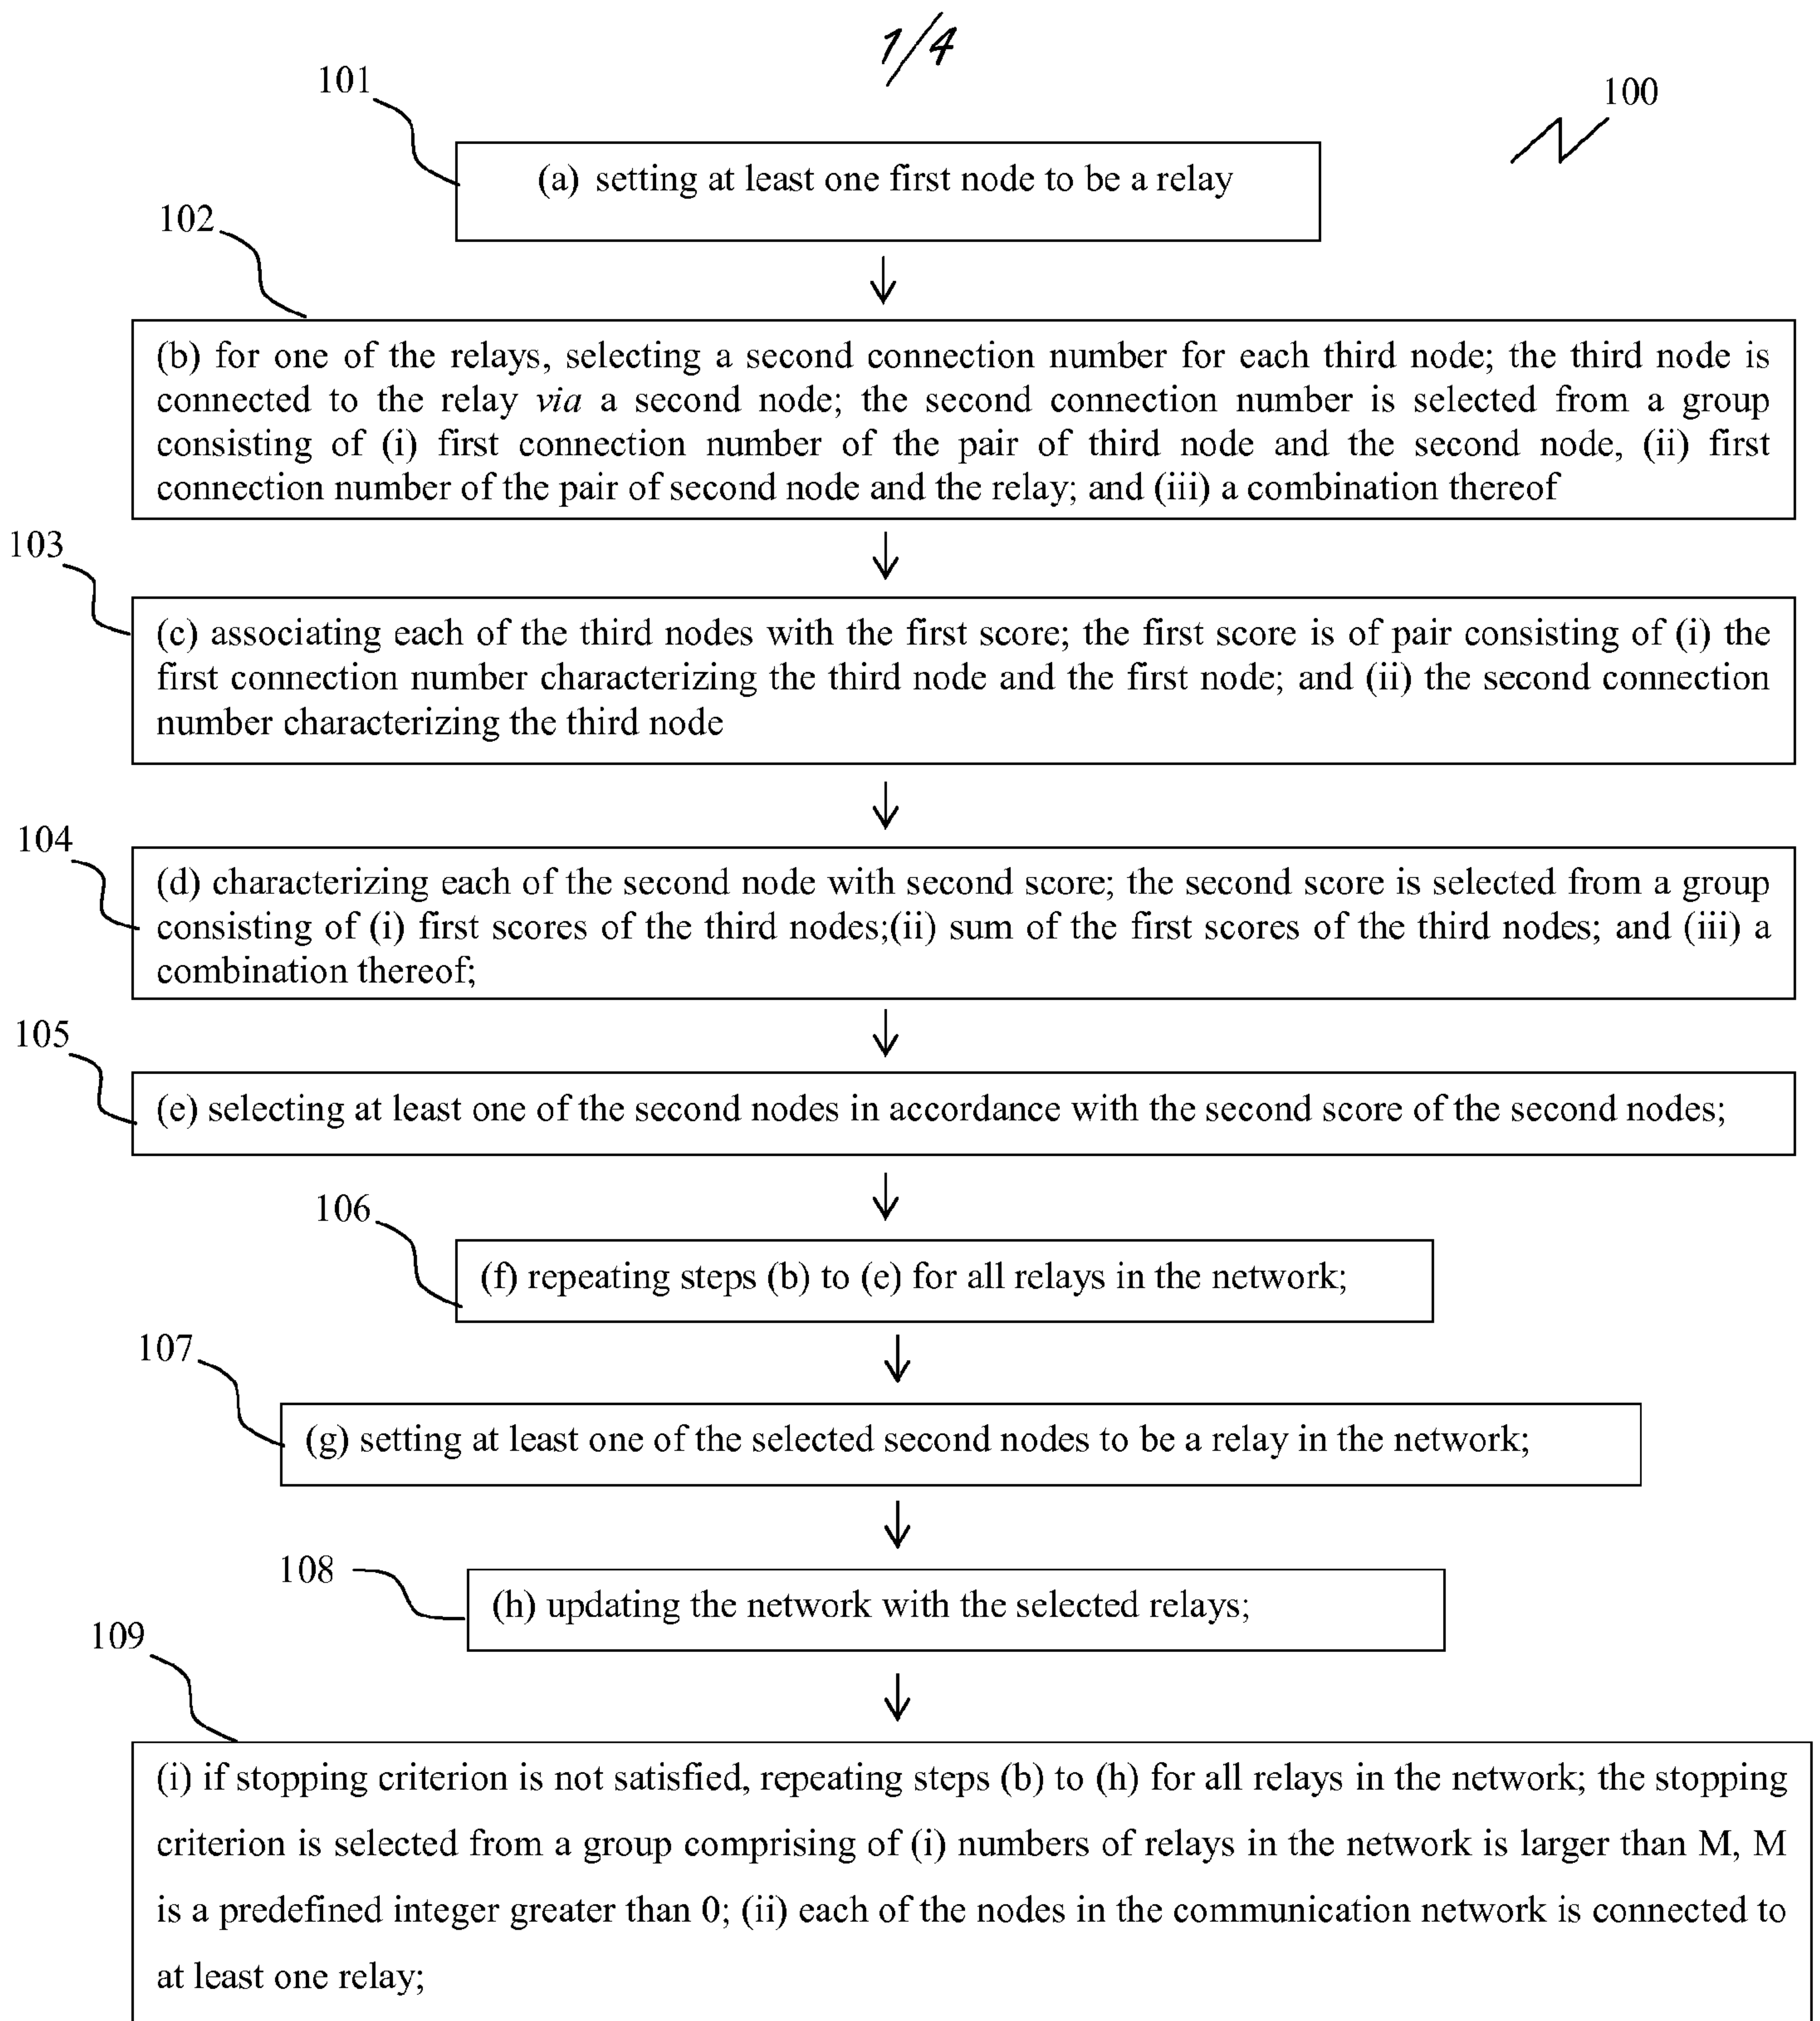 1/4
101
100
(a) setting at least one first node to be a relay
102
(b) for one of the relays, selecting a second connection number for each third node; the third node is
connected to the relay via a second node; the second connection number is selected from a group
consisting of (i) first connection number of the pair of third node and the second node, (ii) first
connection number of the pair of second node and the relay; and (iii) a combination thereof
103
(c) associating each of the third nodes with the first score; the first score is of pair consisting of (i) the
first connection number characterizing the third node and the first node; and (ii) the second connection
number characterizing the third node
104
(d) characterizing each of the second node with second score; the second score is selected from a group
consisting of (i) first scores of the third nodes;(ii) sum of the first scores of the third nodes; and (iii) a
combination thereof;
105
(e) selecting at least one of the second nodes in accordance with the second score of the second nodes;
106
(f) repeating steps (b) to (e) for all relays in the network;
107
(g) setting at least one of the selected second nodes to be a relay in the network;
108
(h) updating the network with the selected relays;
109
(i) if stopping criterion is not satisfied, repeating steps (b) to (h) for all relays in the network; the stopping
criterion is selected from a group comprising of (i) numbers of relays in the network is larger than M, M
is a predefined integer greater than 0; (ii) each of the nodes in the communication network is connected to
at least one relay;